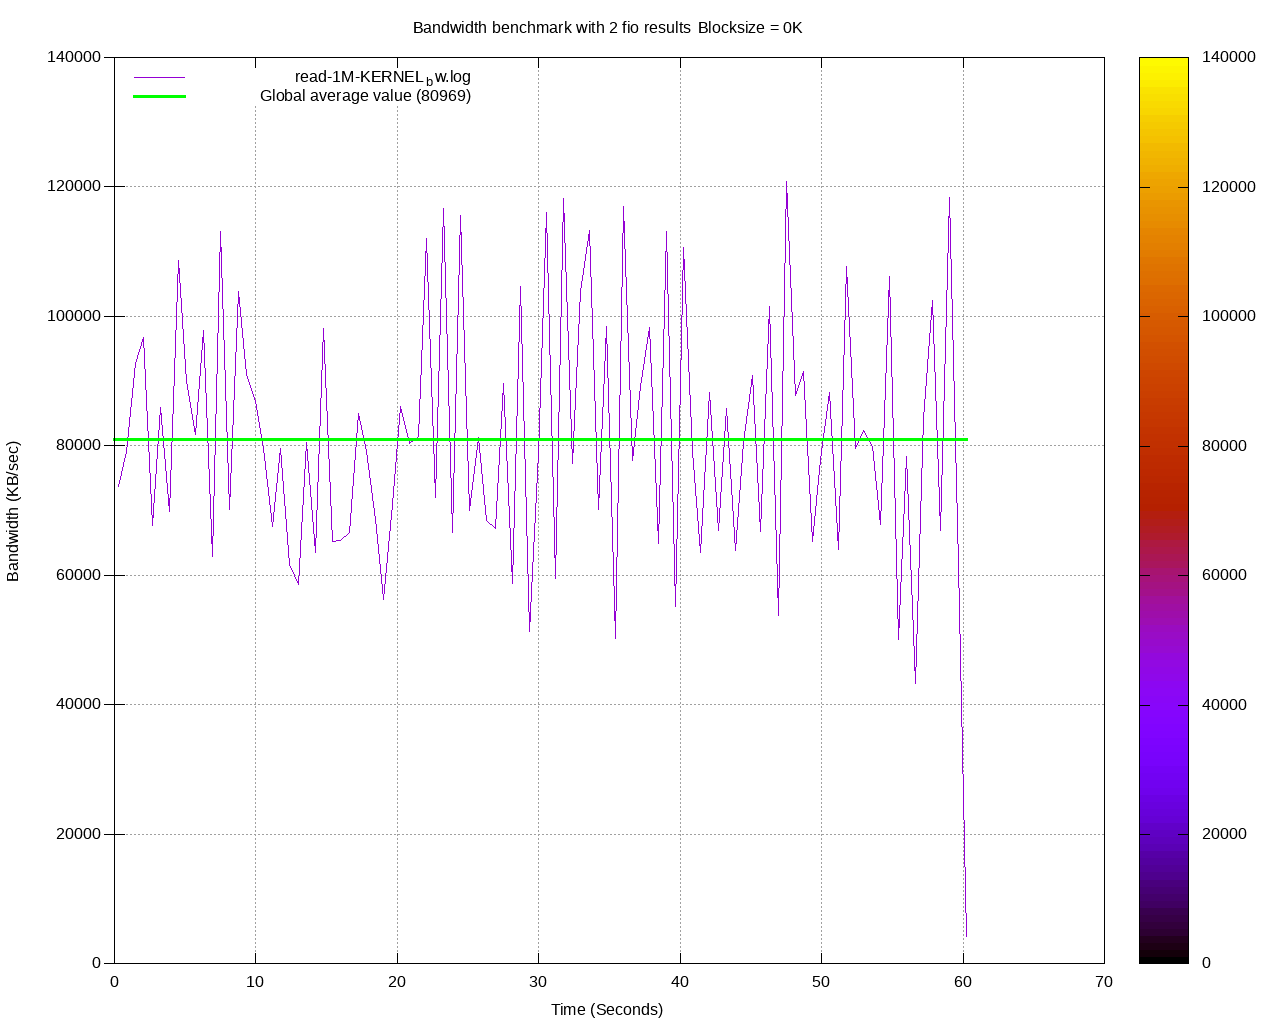 Bandwidth benchmark with 2 fio results Blocksize = 0K
read-1M-KERNEL_bw.log
Global average value (80969)
140000
120000
100000
80000
60000
40000
20000
0
Bandwidth (KB/sec)
0 10 20 30 40 50 60 70
Time (Seconds)
140000
120000
100000
80000
60000
40000
20000
0